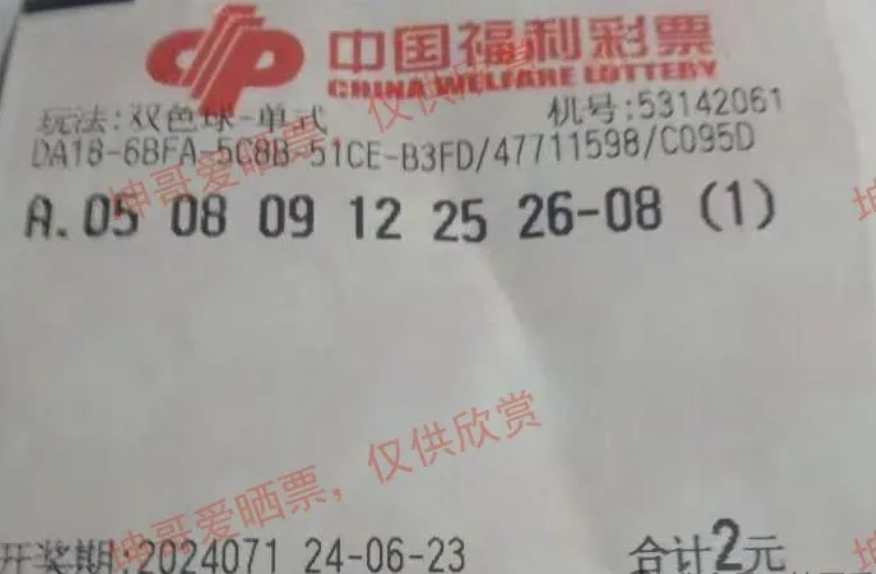 中国福利彩票
CHINA WELFARE LOTTERY
玩法:双色球-单式 机号:53142061
DA18-6BFA-5C8B-51CE-B3FD/47711598/C095D
A. 05 08 09 12 25 26-08 (1)
坤哥爱晒票，仅供欣赏
坤哥爱晒票，仅供欣赏
开奖期:2024071 24-06-23 合计2元